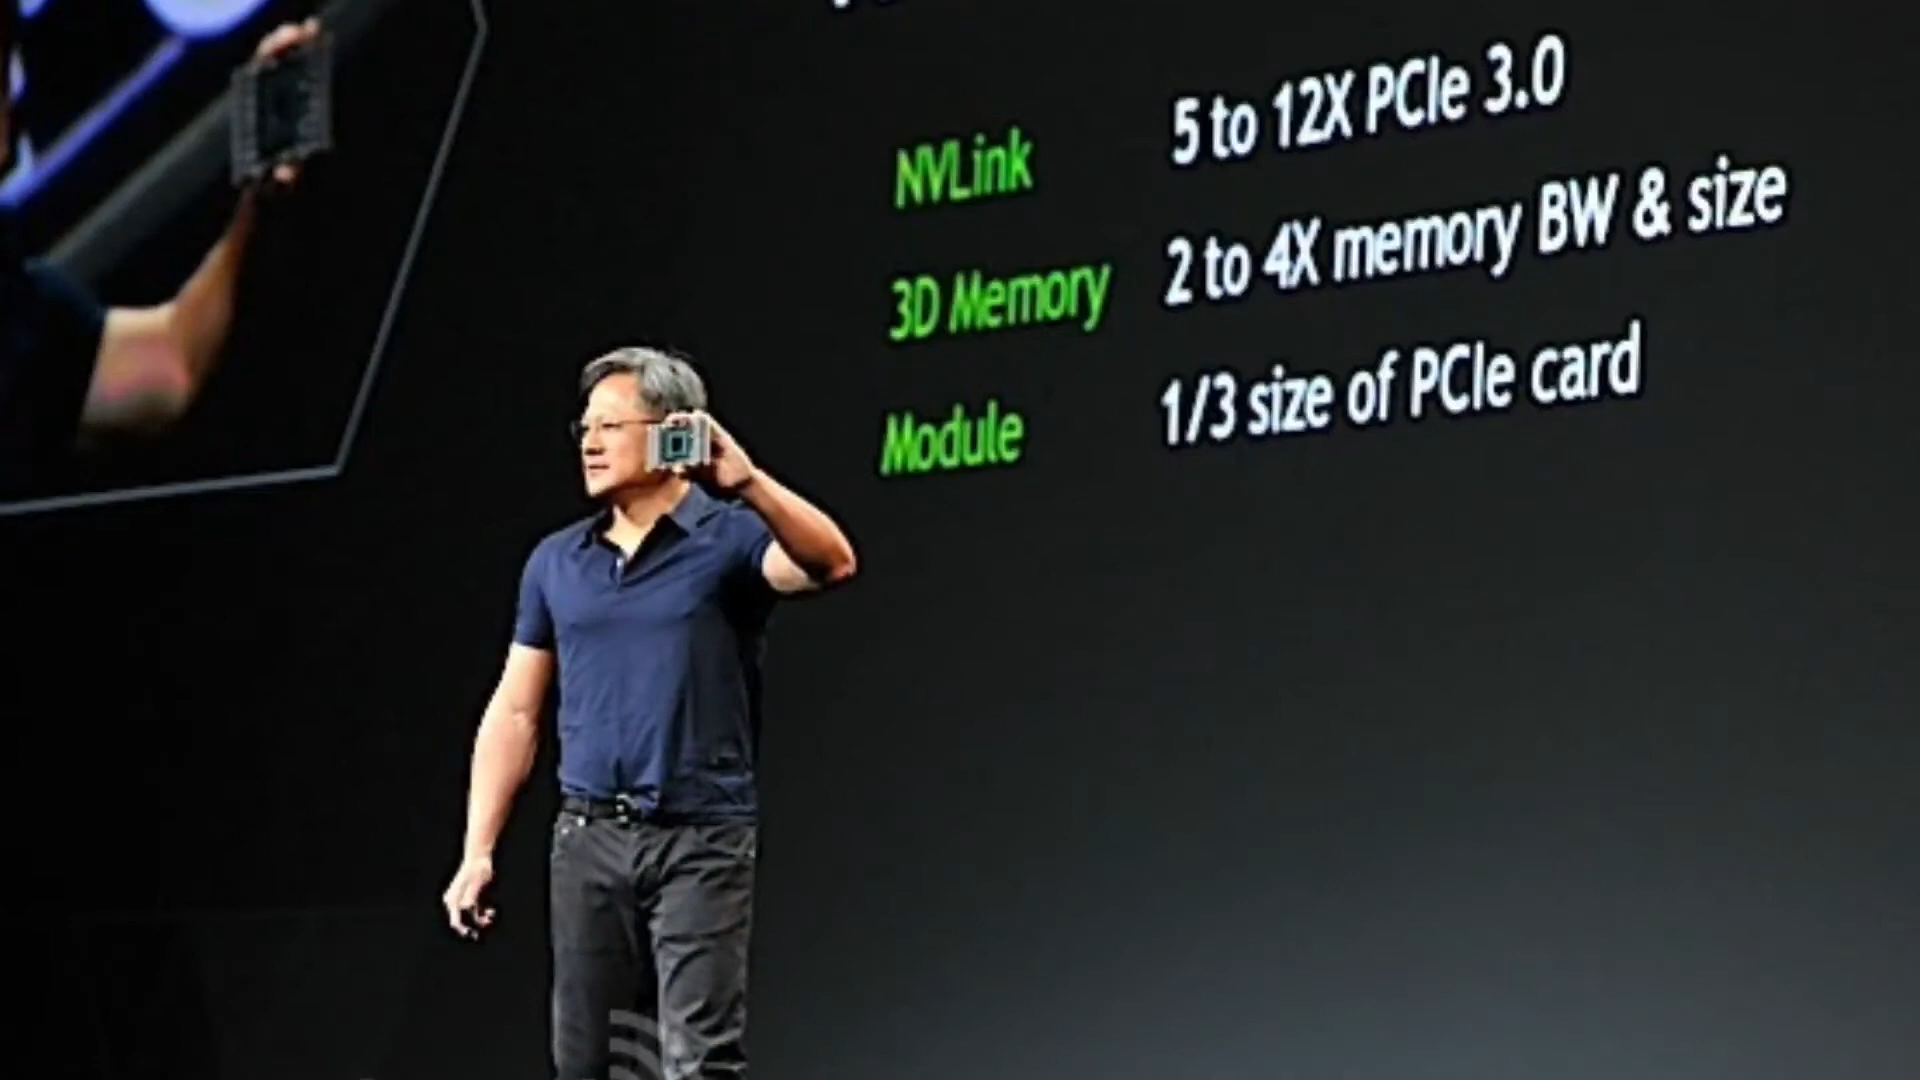 NVLink 5 to 12X PCIe 3.0
3D Memory 2 to 4X memory BW & size
Module 1/3 size of PCIe card